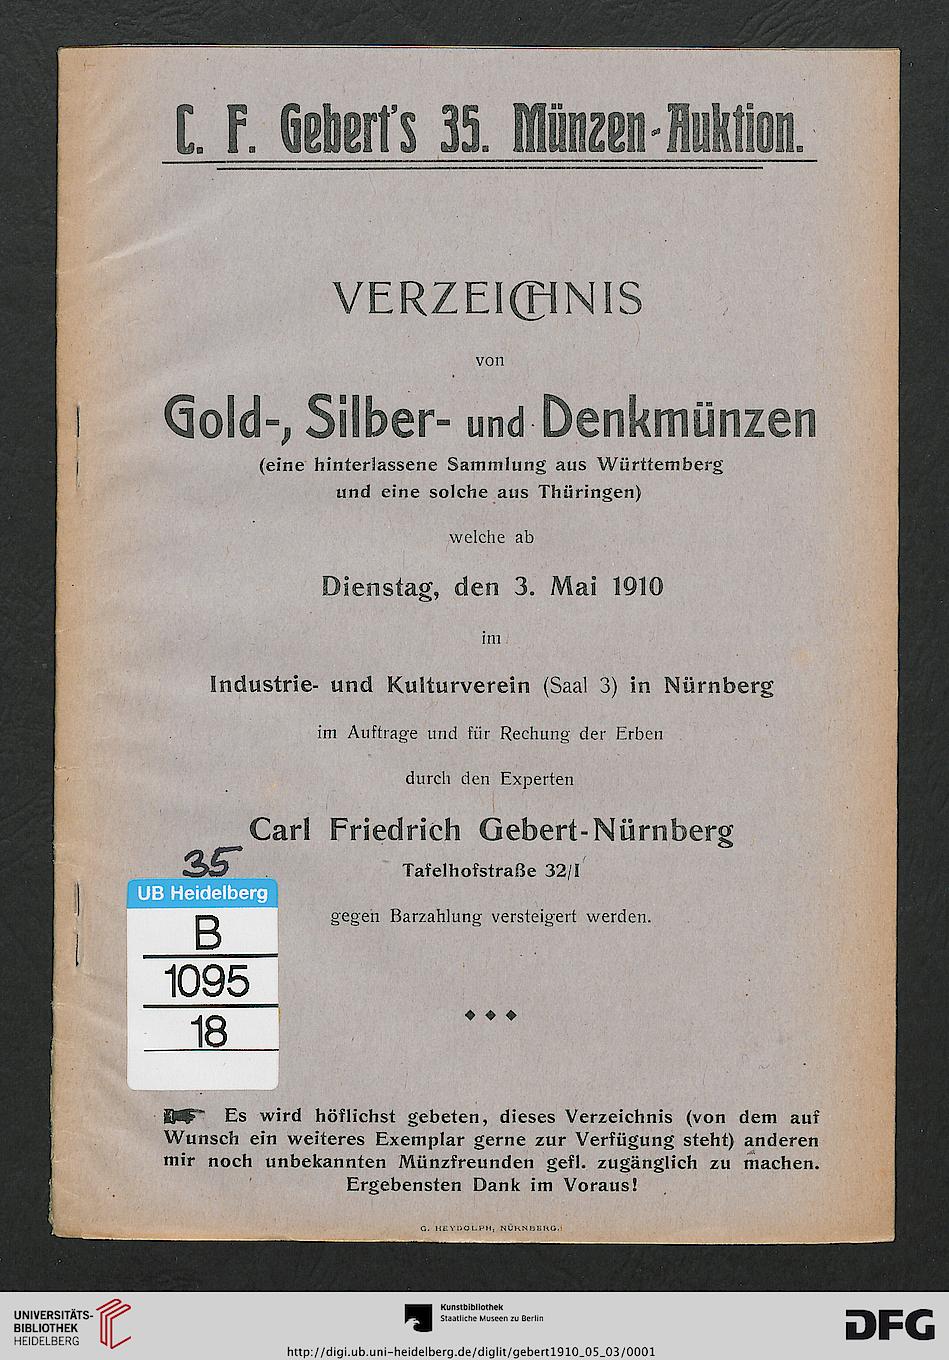 C. F. Gebert's 35. Münzen-Auktion.
VERZEICHNIS
von
Gold-, Silber- und Denkmünzen
(eine hinterlassene Sammlung aus Württemberg
und eine solche aus Thüringen)
welche ab
Dienstag, den 3. Mai 1910
im
Industrie- und Kulturverein (Saal 3) in Nürnberg
im Auftrage und für Rechung der Erben
durch den Experten
Carl Friedrich Gebert-Nürnberg
Tafelhofstraße 32/I
gegen Barzahlung versteigert werden.
35
UB Heidelberg
B
1095
18
Es wird höflichst gebeten, dieses Verzeichnis (von dem auf
Wunsch ein weiteres Exemplar gerne zur Verfügung steht) anderen
mir noch unbekannten Münzfreunden gefl. zugänglich zu machen.
Ergebensten Dank im Voraus!
G. HEYDOLPH, NÜRNBERG.
UNIVERSITÄTS-
BIBLIOTHEK
HEIDELBERG
Kunstbibliothek
Staatliche Museen zu Berlin
DFG
http://digi.ub.uni-heidelberg.de/diglit/gebert1910_05_03/0001